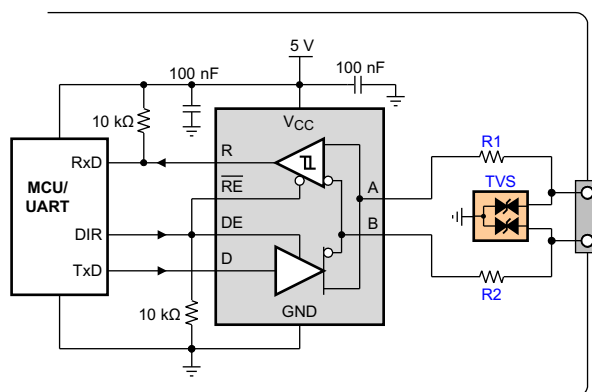 5 V
100 nF
100 nF
10 kΩ
VCC
R1
RxD
R
TVS
MCU/
UART
RE
A
DIR
DE
B
TxD
D
R2
10 kΩ
GND